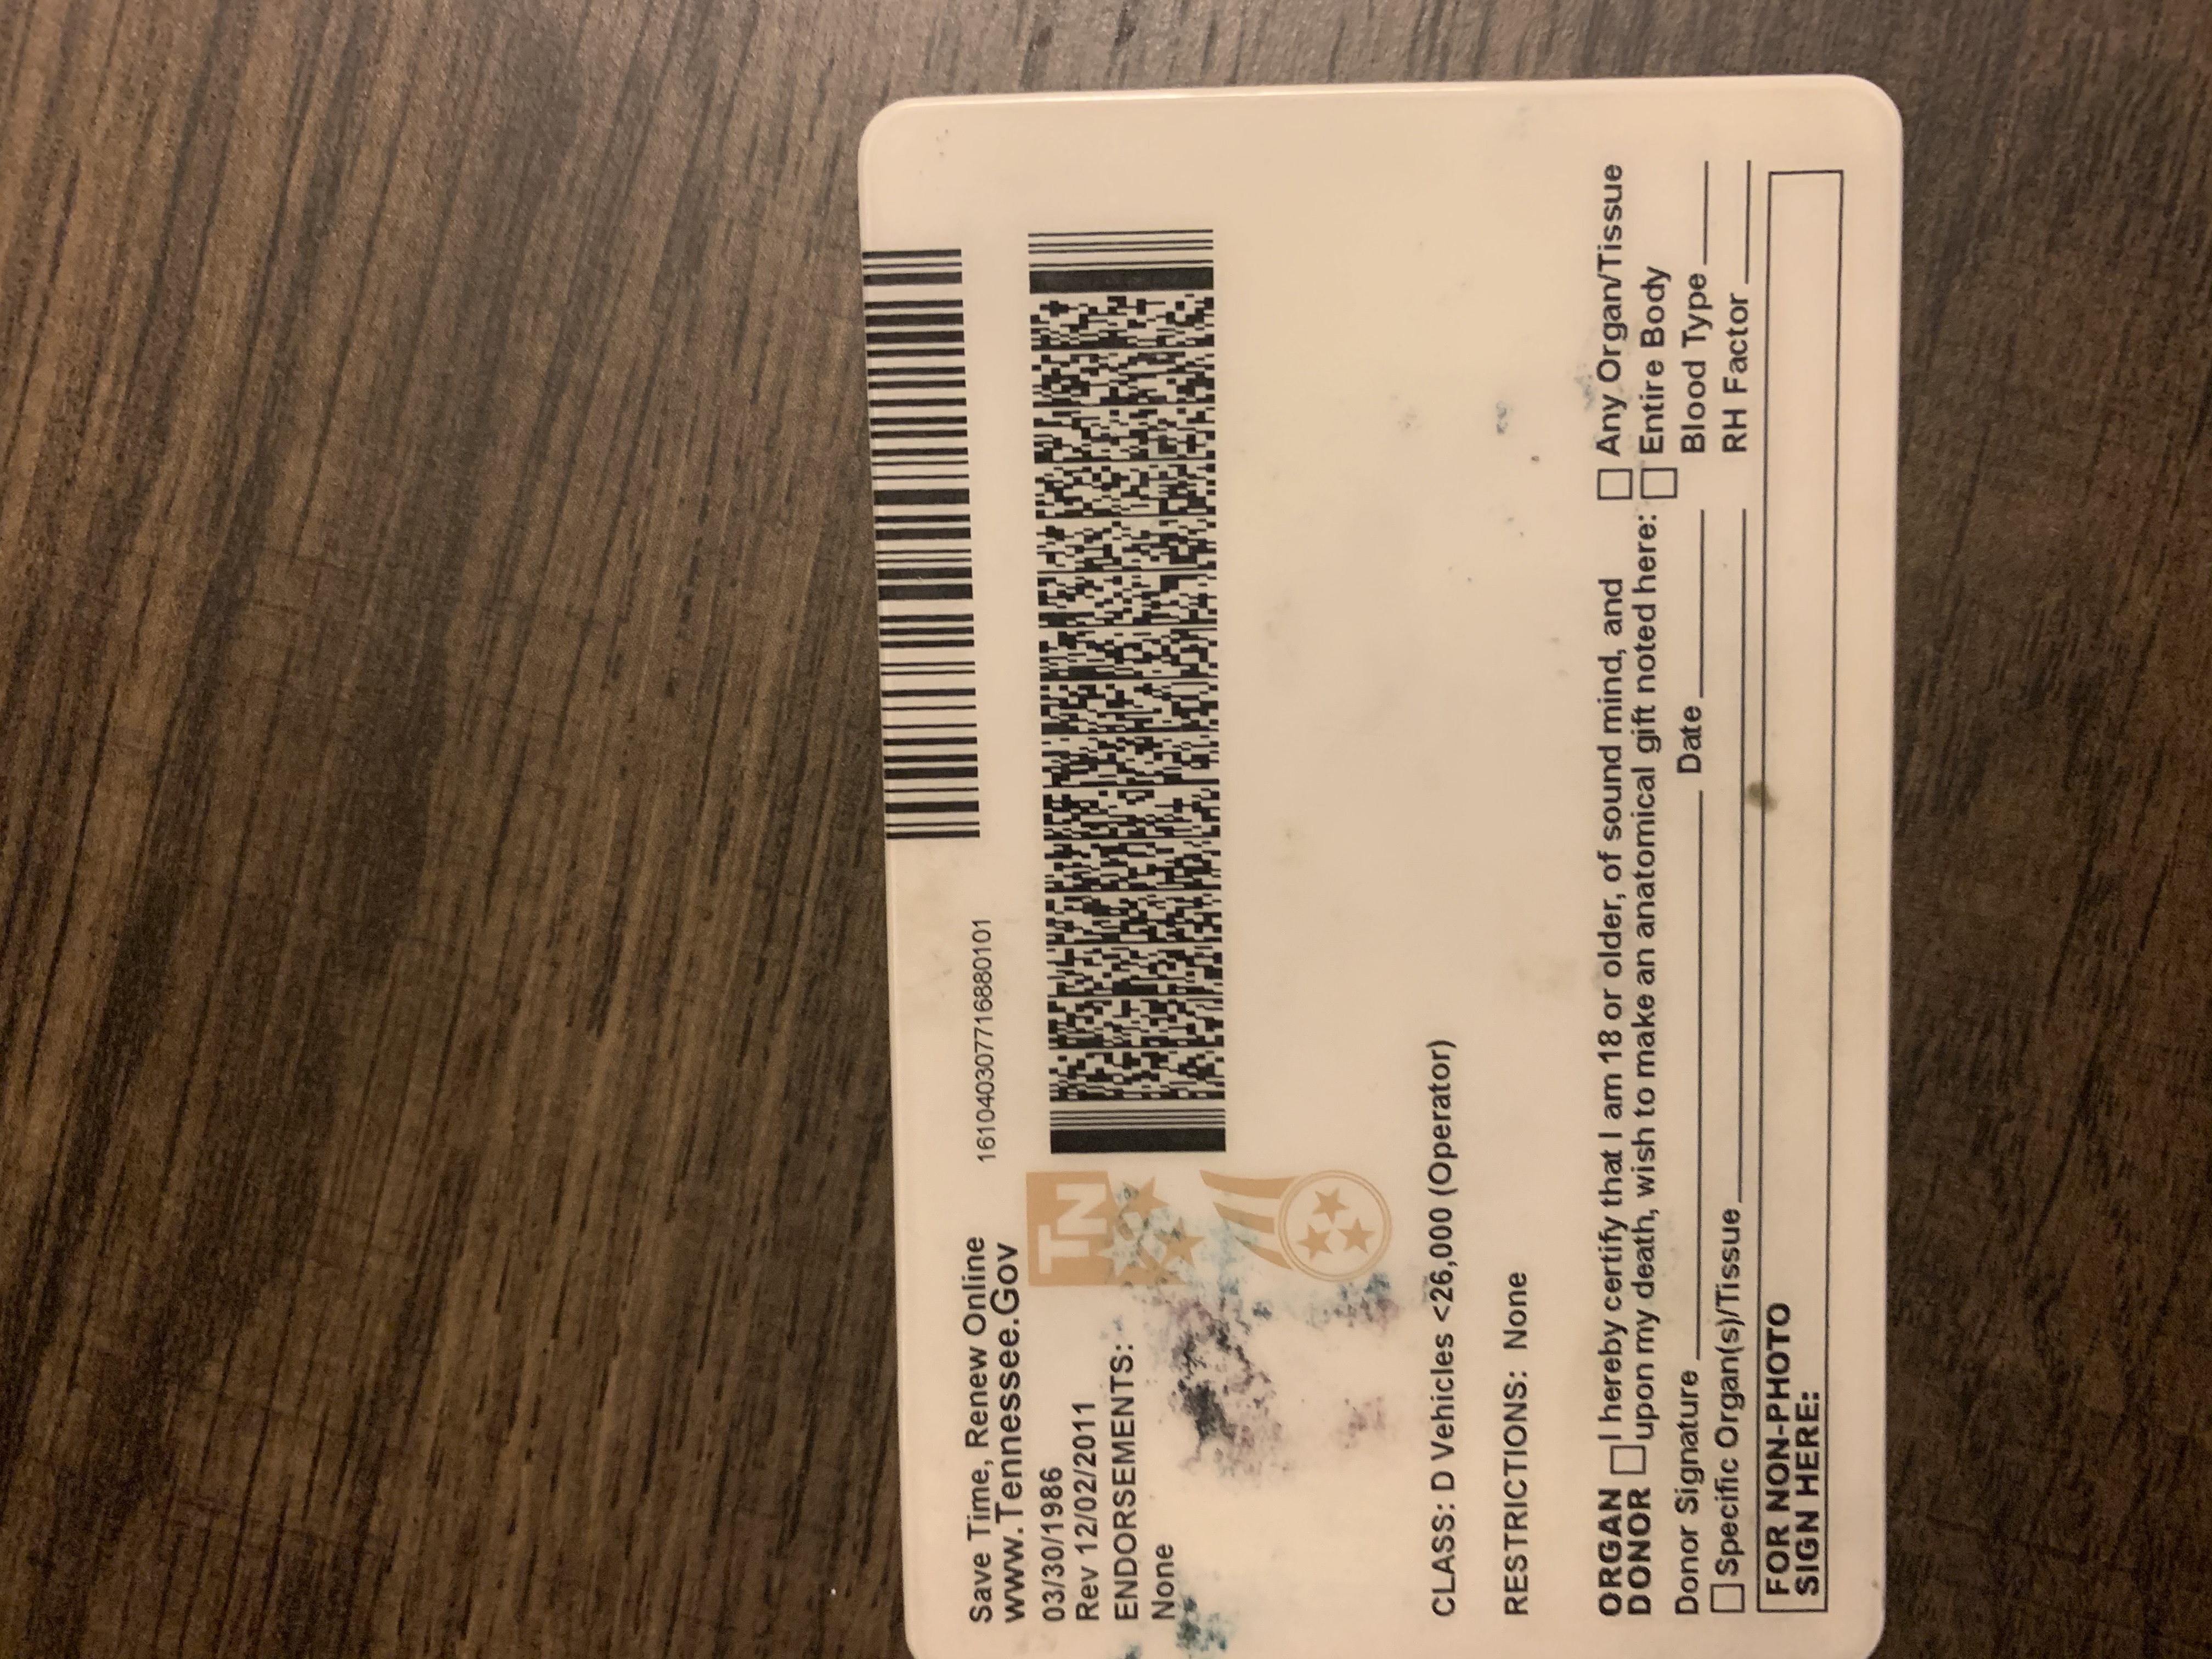 Save Time, Renew Online
www.Tennessee.Gov
161040307716880101
03/30/1986
Rev 12/02/2011
ENDORSEMENTS:
None
TN
CLASS: D Vehicles <26,000 (Operator)
RESTRICTIONS: None
ORGAN DONOR
I hereby certify that I am 18 or older, of sound mind, and
upon my death, wish to make an anatomical gift noted here:
Any Organ/Tissue
Entire Body
Donor Signature Date
Blood Type
Specific Organ(s)/Tissue
RH Factor
FOR NON-PHOTO
SIGN HERE: